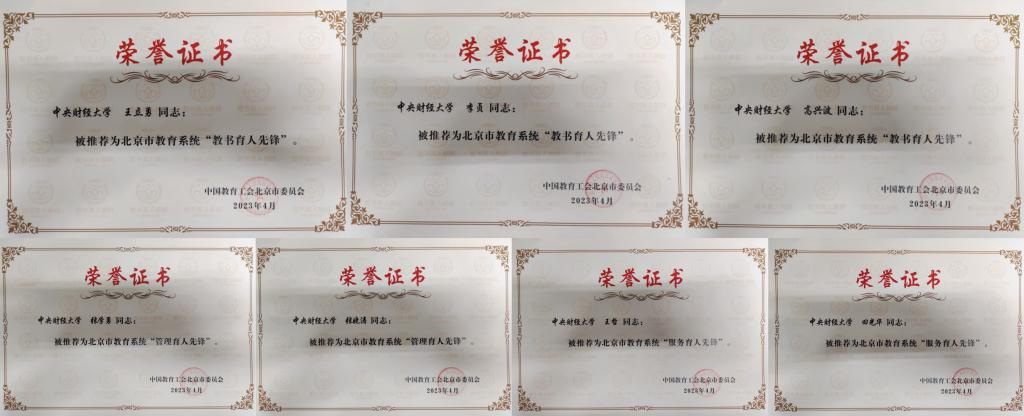 荣誉证书
中央财经大学 王立勇 同志：
被推荐为北京市教育系统“教书育人先锋”。
中国教育工会北京市委员会
2023年4月
荣誉证书
中央财经大学 李贞 同志：
被推荐为北京市教育系统“教书育人先锋”。
中国教育工会北京市委员会
2023年4月
荣誉证书
中央财经大学 高兴波 同志：
被推荐为北京市教育系统“教书育人先锋”。
中国教育工会北京市委员会
2023年4月
荣誉证书
中央财经大学 张学勇 同志：
被推荐为北京市教育系统“管理育人先锋”。
中国教育工会北京市委员会
2023年4月
荣誉证书
中央财经大学 张晓涛 同志：
被推荐为北京市教育系统“管理育人先锋”。
中国教育工会北京市委员会
2023年4月
荣誉证书
中央财经大学 王哲 同志：
被推荐为北京市教育系统“服务育人先锋”。
中国教育工会北京市委员会
2023年4月
荣誉证书
中央财经大学 田光华 同志：
被推荐为北京市教育系统“服务育人先锋”。
中国教育工会北京市委员会
2023年4月